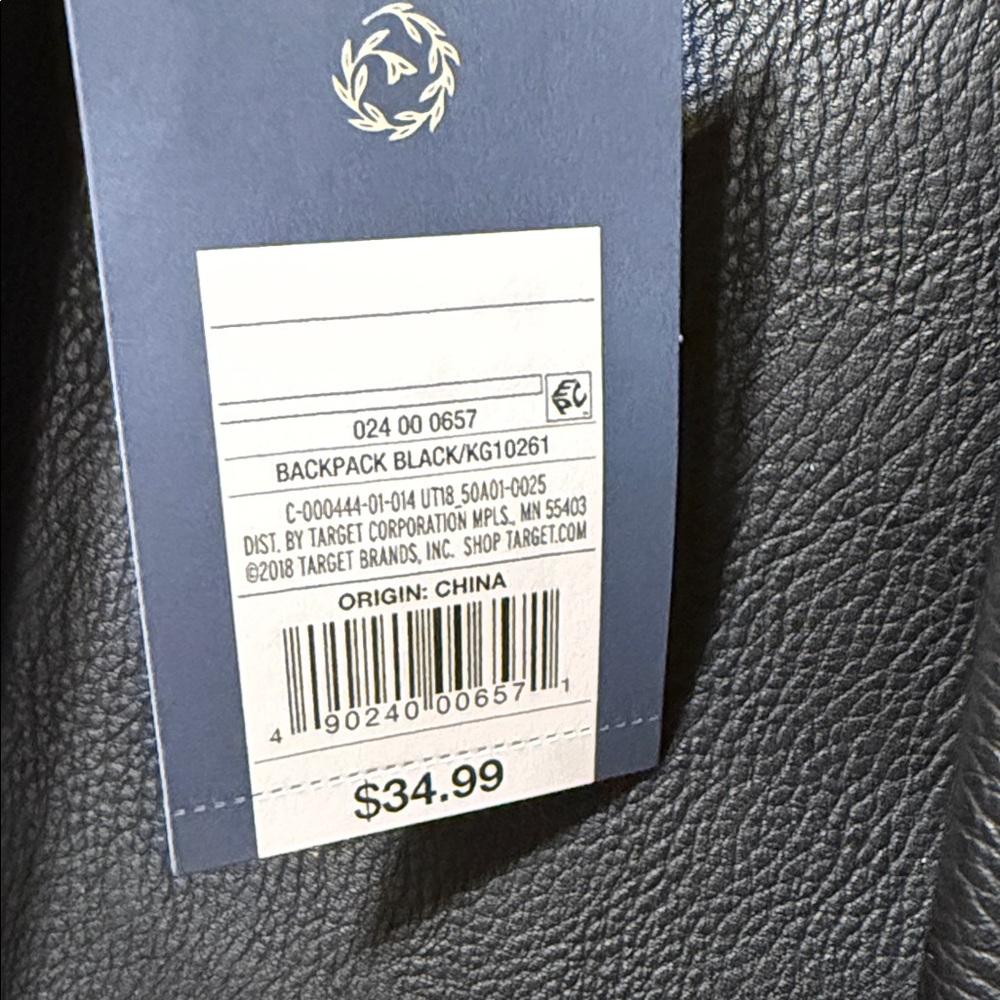 EPC
024 00 0657
BACKPACK BLACK/KG10261
C-000444-01-014 UT18_50A01-0025
DIST. BY TARGET CORPORATION MPLS., MN 55403
©2018 TARGET BRANDS, INC. SHOP TARGET.COM
ORIGIN: CHINA
4 90240 00657 1
$34.99